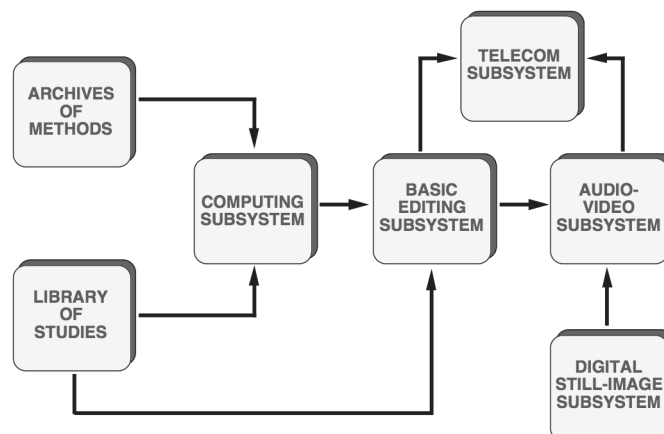 TELECOM
SUBSYSTEM
ARCHIVES
OF
METHODS
COMPUTING
SUBSYSTEM
BASIC
EDITING
SUBSYSTEM
AUDIO-
VIDEO
SUBSYSTEM
LIBRARY
OF
STUDIES
DIGITAL
STILL-IMAGE
SUBSYSTEM